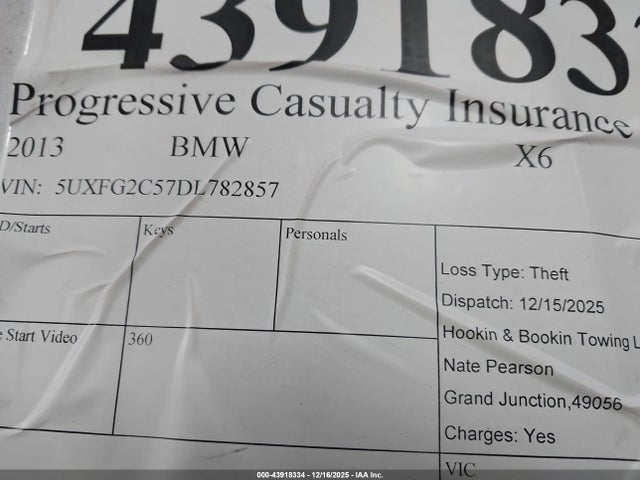 4391833
Progressive Casualty Insurance
2013 BMW X6
VIN: 5UXFG2C57DL782857
D/Starts
Keys
Personals
Loss Type: Theft
Dispatch: 12/15/2025
Hookin & Bookin Towing L
Nate Pearson
Grand Junction,49056
Charges: Yes
e Start Video
360
VIC
000-43918334 - 12/16/2025 - IAA Inc.